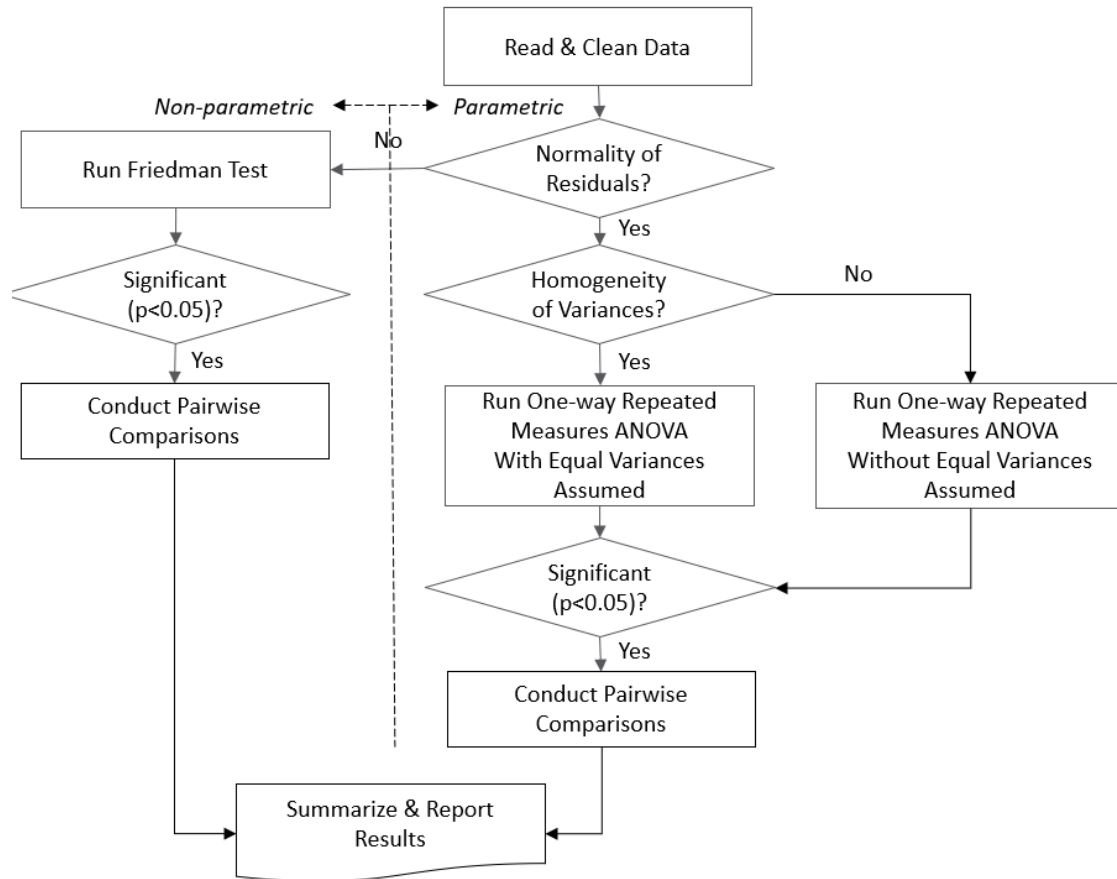 Read & Clean Data
Non-parametric
Parametric
No
Run Friedman Test
Normality of
Residuals?
Yes
Significant
(p<0.05)?
Homogeneity
of Variances?
No
Yes
Yes
Conduct Pairwise
Comparisons
Run One-way Repeated
Measures ANOVA
With Equal Variances
Assumed
Run One-way Repeated
Measures ANOVA
Without Equal Variances
Assumed
Significant
(p<0.05)?
Yes
Conduct Pairwise
Comparisons
Summarize & Report
Results